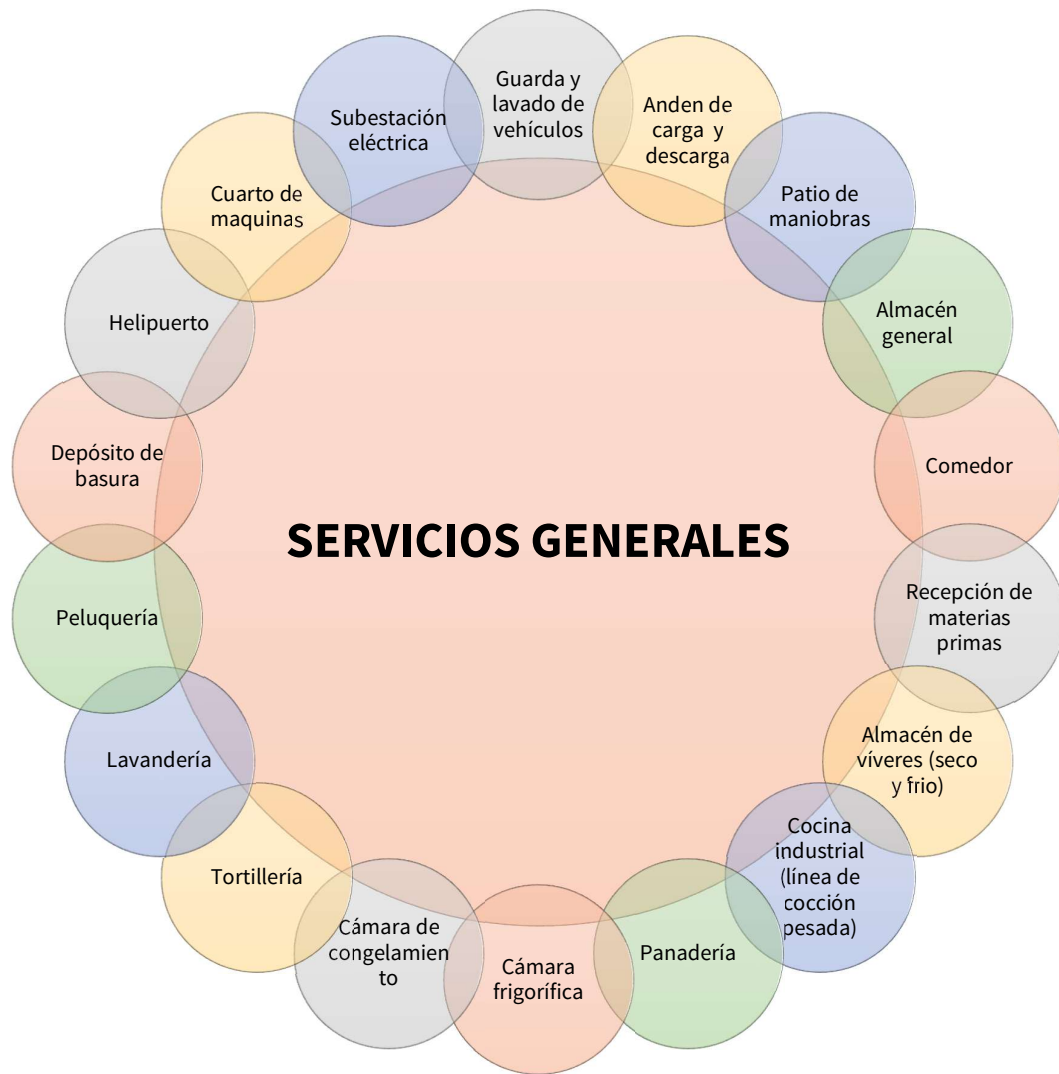 Guarda y
lavado de
vehículos
Anden de
carga y
descarga
Patio de
maniobras
Almacén
general
Comedor
Recepción de
materias
primas
Almacén de
víveres (seco
y frio)
Cocina
industrial
(línea de
cocción
pesada)
Panadería
Cámara
frigorífica
Cámara de
congelamien
to
Tortillería
Lavandería
Peluquería
Depósito de
basura
Helipuerto
Cuarto de
maquinas
Subestación
eléctrica
SERVICIOS GENERALES